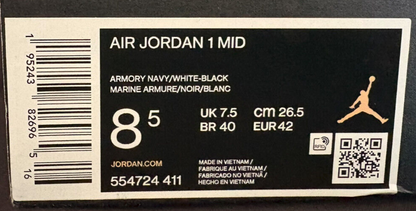 AIR JORDAN 1 MID
ARMORY NAVY/WHITE-BLACK
MARINE ARMURE/NOIR/BLANC
8 5
UK 7.5 CM 26.5
BR 40 EUR 42
JORDAN.COM
554724 411
MADE IN VIETNAM /
FABRIQUE AU VIETNAM /
FABRICADO NO VIETNÃ /
HECHO EN VIETNAM
RFID
1 95243 82696 5 16